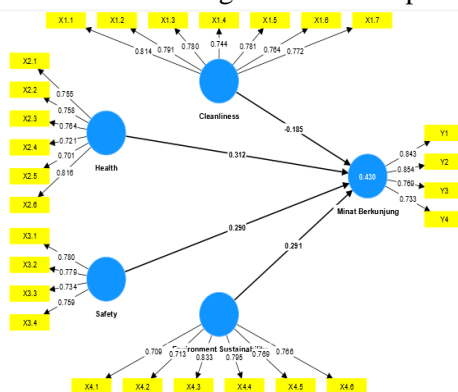 X1.1 X1.2 X1.3 X1.4 X1.5 X1.6 X1.7
0.814 0.791 0.780 0.744 0.781 0.764 0.772
Cleanliness
X2.1
X2.2
X2.3
X2.4
X2.5
X2.6
0.755
0.758
0.764
0.721
0.701
0.816
Health
-0.185
0.312
0.290
0.291
0.430
Minat Berkunjung
Y1
Y2
Y3
Y4
0.843
0.854
0.769
0.733
X3.1
X3.2
X3.3
X3.4
0.780
0.778
0.734
0.759
Safety
Environment Sustainability
0.709 0.713 0.833 0.795 0.769 0.766
X4.1 X4.2 X4.3 X4.4 X4.5 X4.6